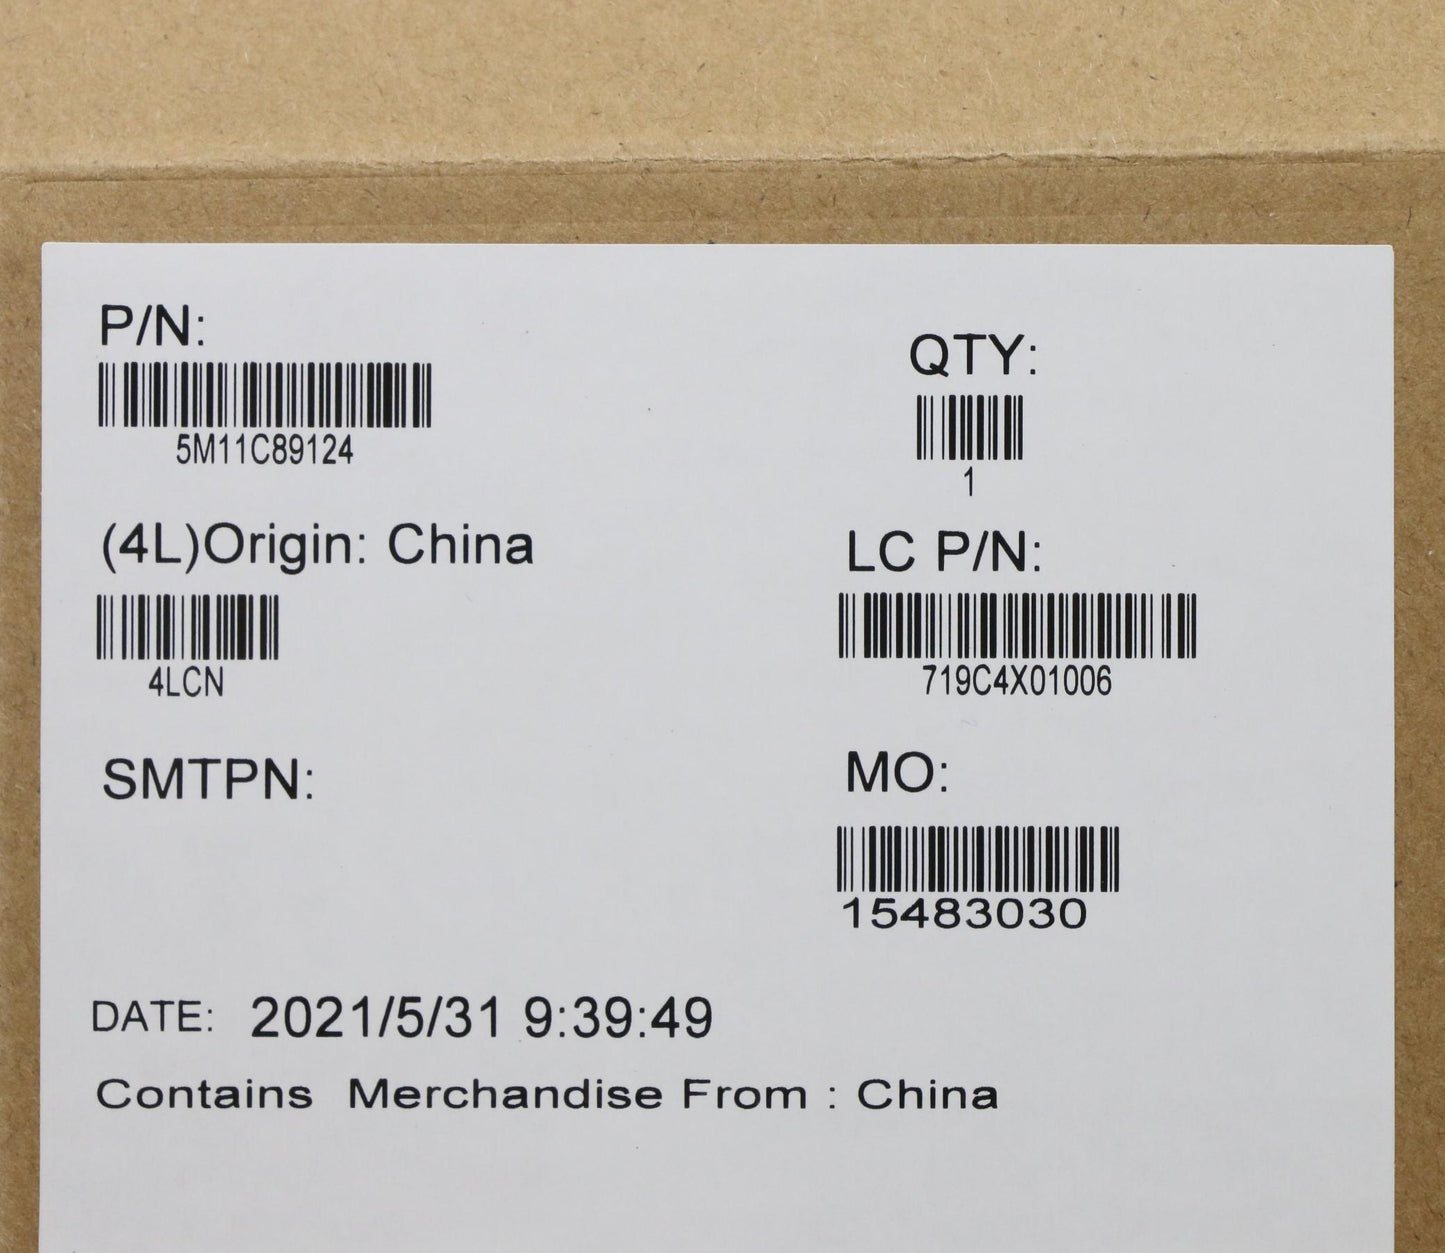 P/N:
5M11C89124
QTY:
1
(4L)Origin: China
4LCN
LC P/N:
719C4X01006
SMTPN:
MO:
15483030
DATE: 2021/5/31 9:39:49
Contains Merchandise From : China